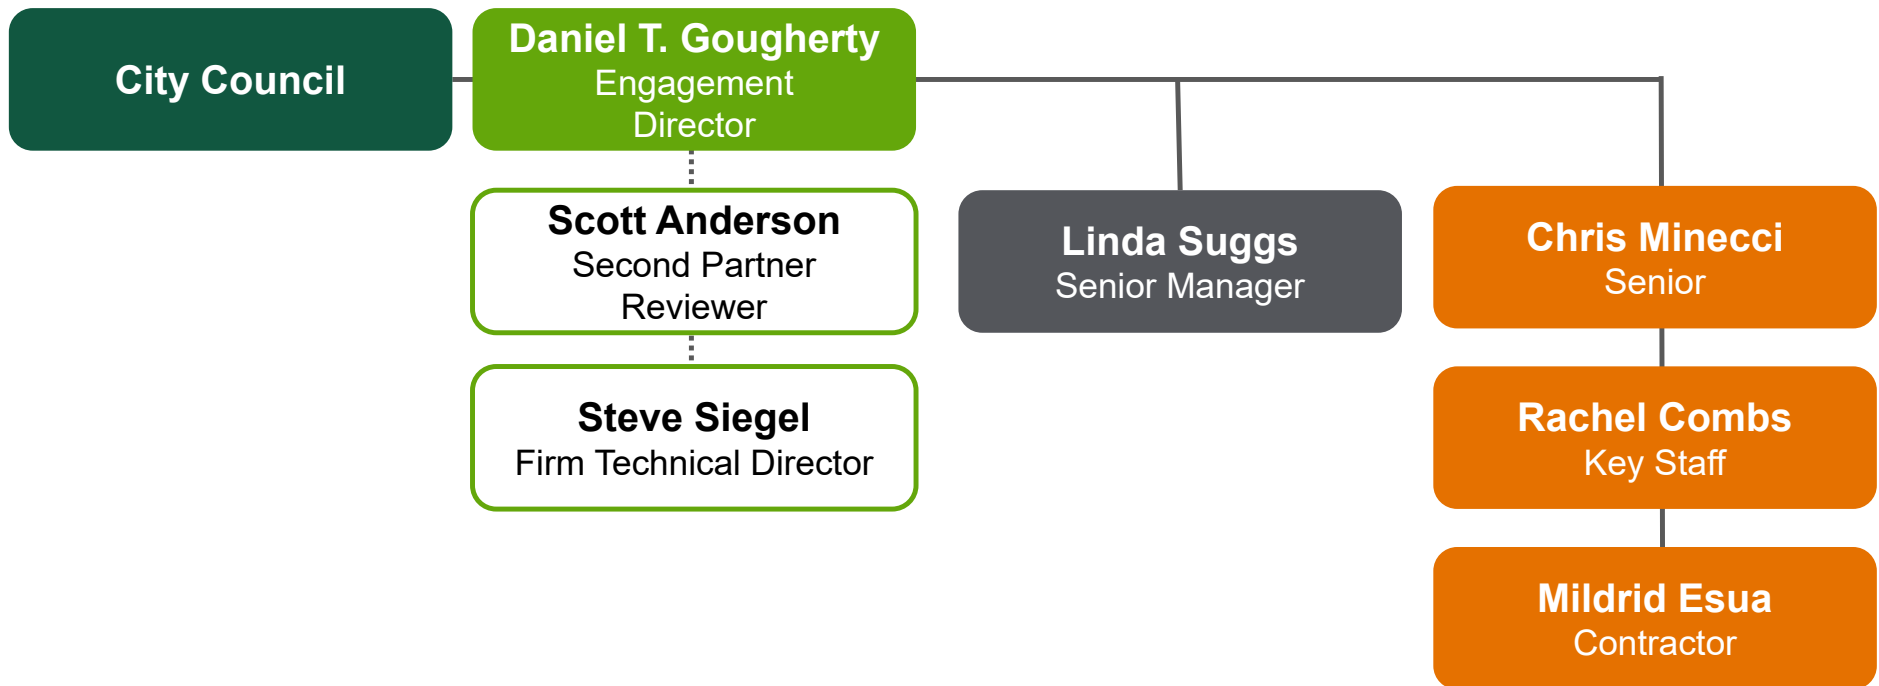 City Council
Daniel T. Gougherty
Engagement
Director
Scott Anderson
Second Partner
Reviewer
Steve Siegel
Firm Technical Director
Linda Suggs
Senior Manager
Chris Minecci
Senior
Rachel Combs
Key Staff
Mildrid Esua
Contractor